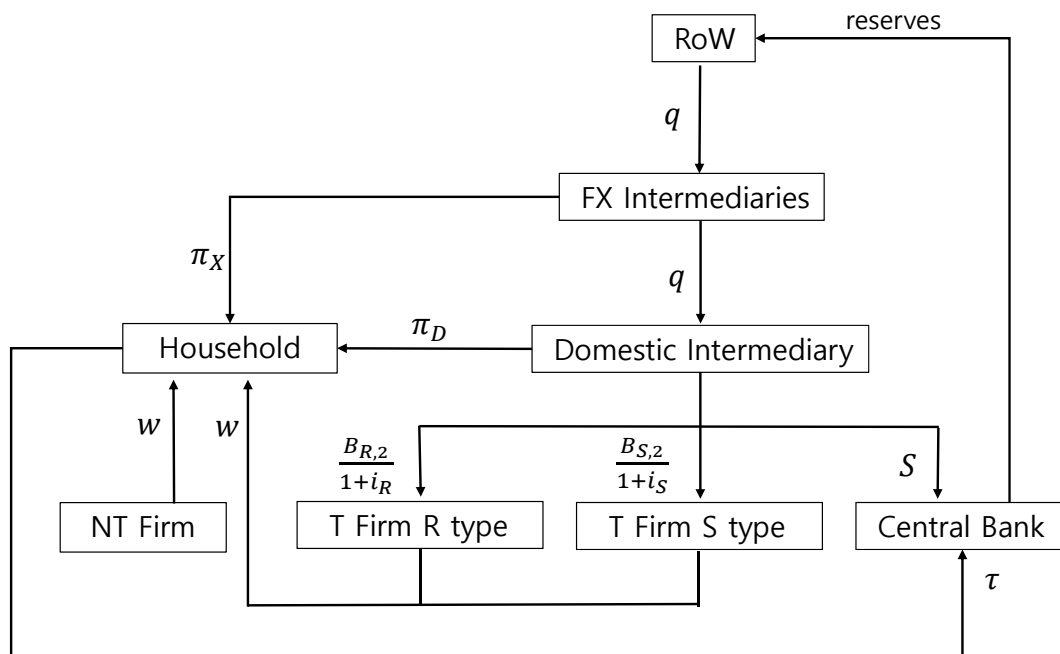 reserves
RoW
q
FX Intermediaries
π_X
q
π_D
Household
Domestic Intermediary
w
w
B_{R,2}
1+i_R
B_{S,2}
1+i_S
S
NT Firm
T Firm R type
T Firm S type
Central Bank
τ